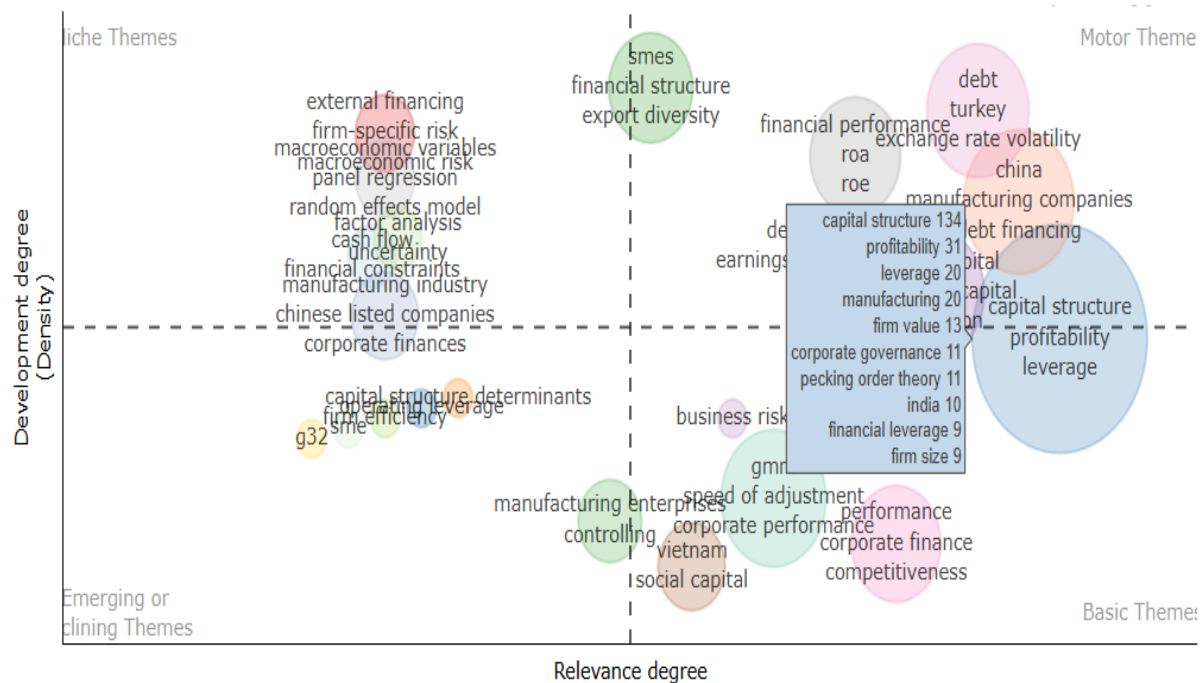 liche Themes
Motor Theme
smes
financial structure
export diversity
debt
turkey
exchange rate volatility
external financing
firm-specific risk
macroeconomic variables
macroeconomic risk
panel regression
random effects model
factor analysis
cash flow
uncertainty
financial constraints
manufacturing industry
chinese listed companies
corporate finances
financial performance
roa
roe
china
manufacturing companies
debt financing
de
earnings
capital
capital structure 134
profitability 31
leverage 20
manufacturing 20
firm value 13
corporate governance 11
pecking order theory 11
india 10
financial leverage 9
firm size 9
capital structure
profitability
leverage
capital structure determinants
operating leverage
firm efficiency
sme
g32
business risk
gmm
speed of adjustment
corporate performance
manufacturing enterprises
controlling
vietnam
social capital
performance
corporate finance
competitiveness
Emerging or
clining Themes
Basic Themes
Development degree
(Density)
Relevance degree